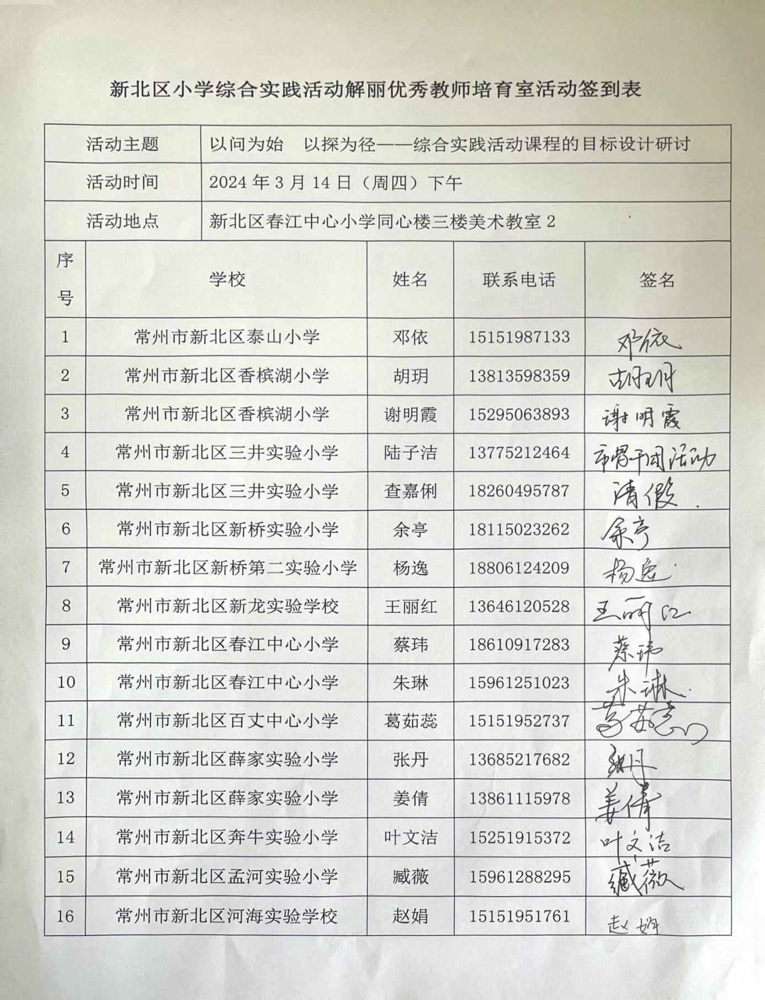 新北区小学综合实践活动解丽优秀教师培育室活动签到表
活动主题 以问为始 以探为径——综合实践活动课程的目标设计研讨
活动时间 2024年3月14日（周四）下午
活动地点 新北区春江中心小学同心楼三楼美术教室2
序号 学校 姓名 联系电话 签名
1 常州市新北区泰山小学 邓依 15151987133 邓依
2 常州市新北区香槟湖小学 胡玥 13813598359 胡玥
3 常州市新北区香槟湖小学 谢明霞 15295063893 谢明霞
4 常州市新北区三井实验小学 陆子洁 13775212464 市骨干团活动
5 常州市新北区三井实验小学 查嘉俐 18260495787 请假.
6 常州市新北区新桥实验小学 余亭 18115023262 余亭
7 常州市新北区新桥第二实验小学 杨逸 18806124209 杨逸
8 常州市新北区新龙实验学校 王丽红 13646120528 王丽红
9 常州市新北区春江中心小学 蔡玮 18610917283 蔡玮
10 常州市新北区春江中心小学 朱琳 15961251023 朱琳
11 常州市新北区百丈中心小学 葛茹蕊 15151952737 葛茹蕊
12 常州市新北区薛家实验小学 张丹 13685217682 张丹
13 常州市新北区薛家实验小学 姜倩 13861115978 姜倩
14 常州市新北区奔牛实验小学 叶文洁 15251915372 叶文洁
15 常州市新北区孟河实验小学 臧薇 15961288295 臧薇
16 常州市新北区河海实验学校 赵娟 15151951761 赵娟